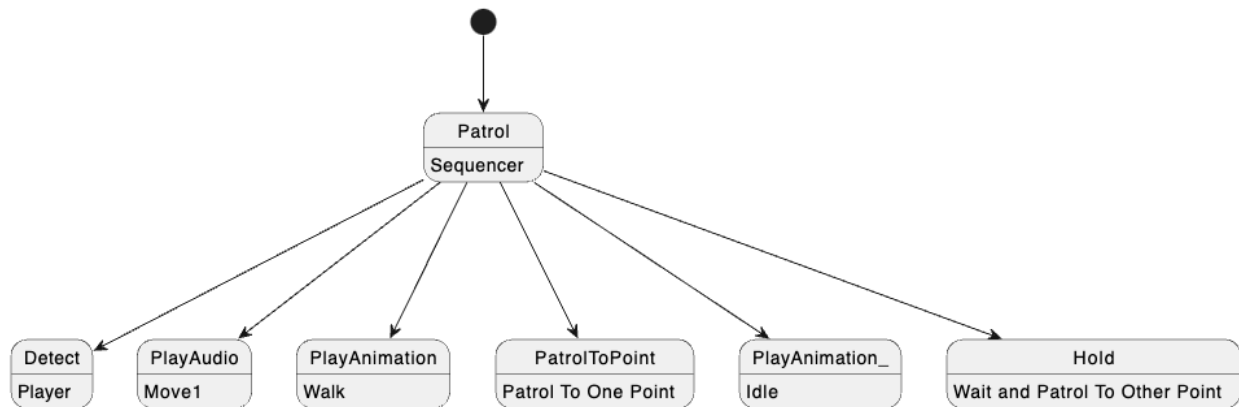 Patrol
Sequencer
Detect
Player
PlayAudio
Move1
PlayAnimation
Walk
PatrolToPoint
Patrol To One Point
PlayAnimation_
Idle
Hold
Wait and Patrol To Other Point